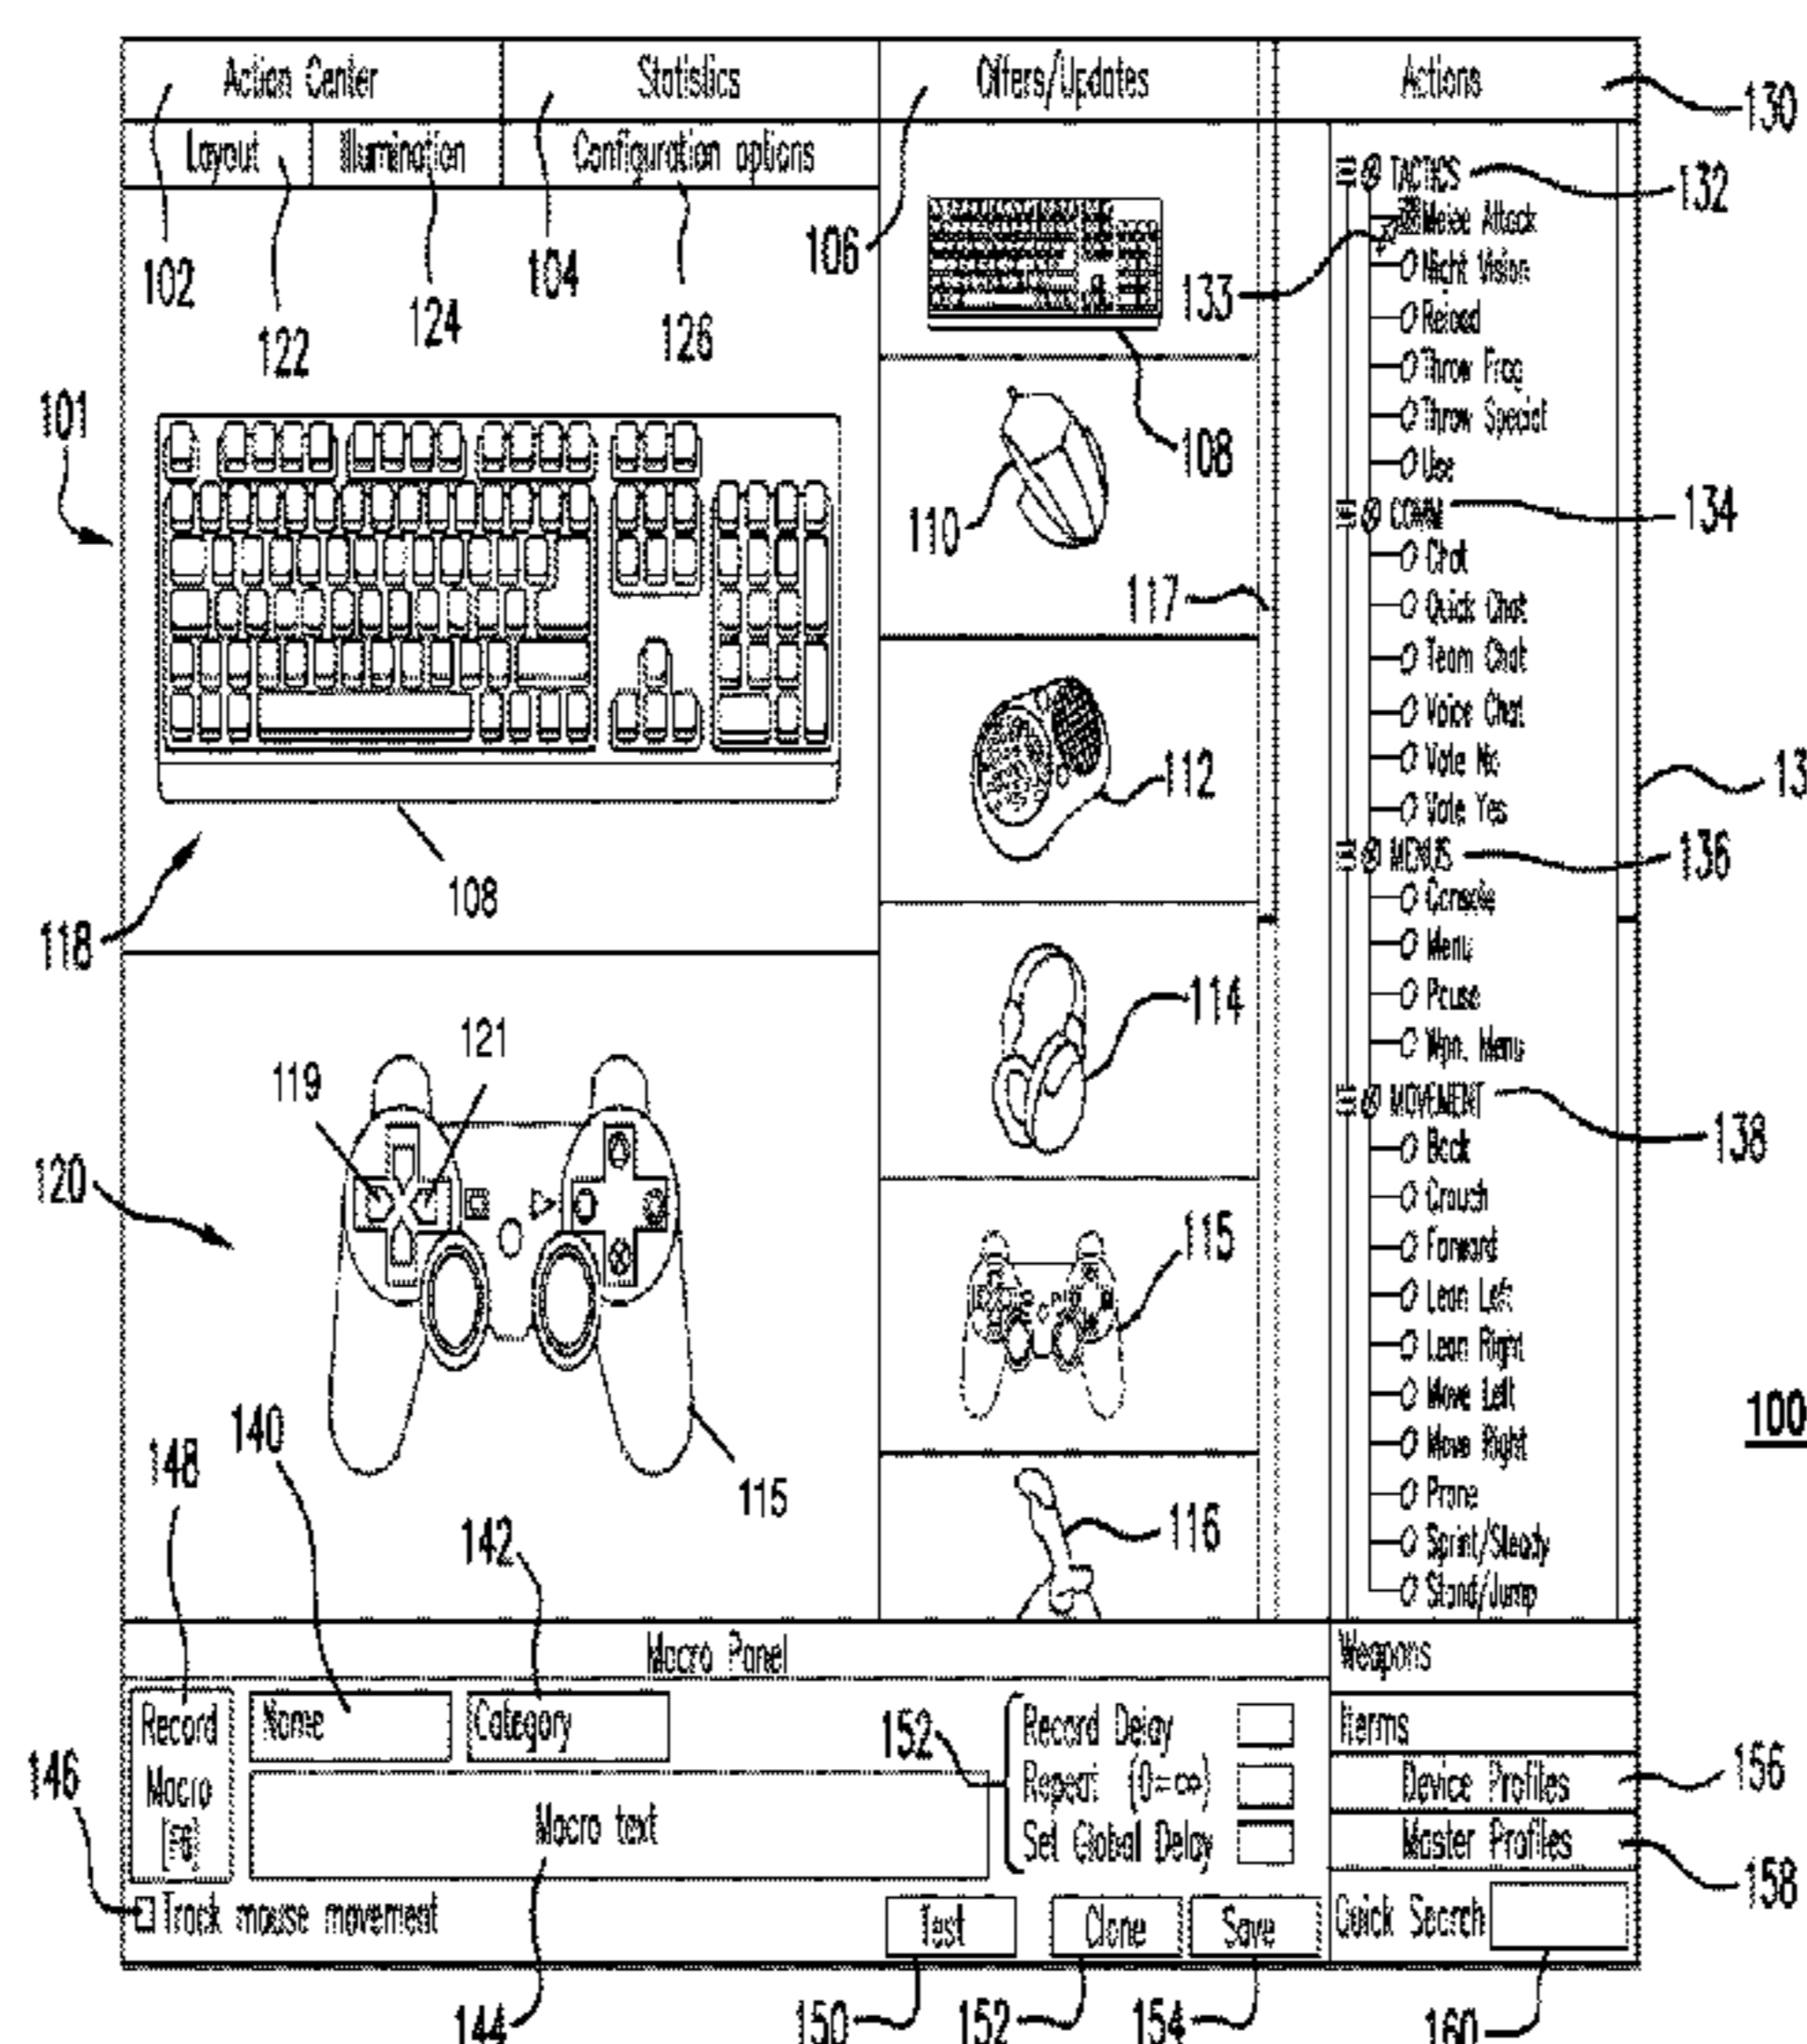 Action Center
Statistics
Offers/Updates
Actions
130
Layout
Illumination
Configuration options
102
122
124
104
126
106
133
108
110
117
112
114
115
116
TACTICS
132
Melee Attack
Night Vision
Reload
Throw Frag
Throw Special
Use
COMM
134
Chat
Quick Chat
Team Chat
Voice Chat
Vote No
Vote Yes
MENUS
136
Console
Menu
Pause
Wpn. Menu
MOVEMENT
138
Back
Crouch
Forward
Lean Left
Lean Right
Move Left
Move Right
Prone
Sprint/Steady
Stand/Jump
13
100
101
108
118
119
121
120
115
148
140
142
Macro Panel
Weapons
Record
Macro
Name
Category
152
Record Delay
Repeat (0=∞)
Set Global Delay
Items
Device Profiles
156
Master Profiles
158
146
Macro text
Track mouse movement
Test
Clone
Save
Quick Search
144
150
152
154
160